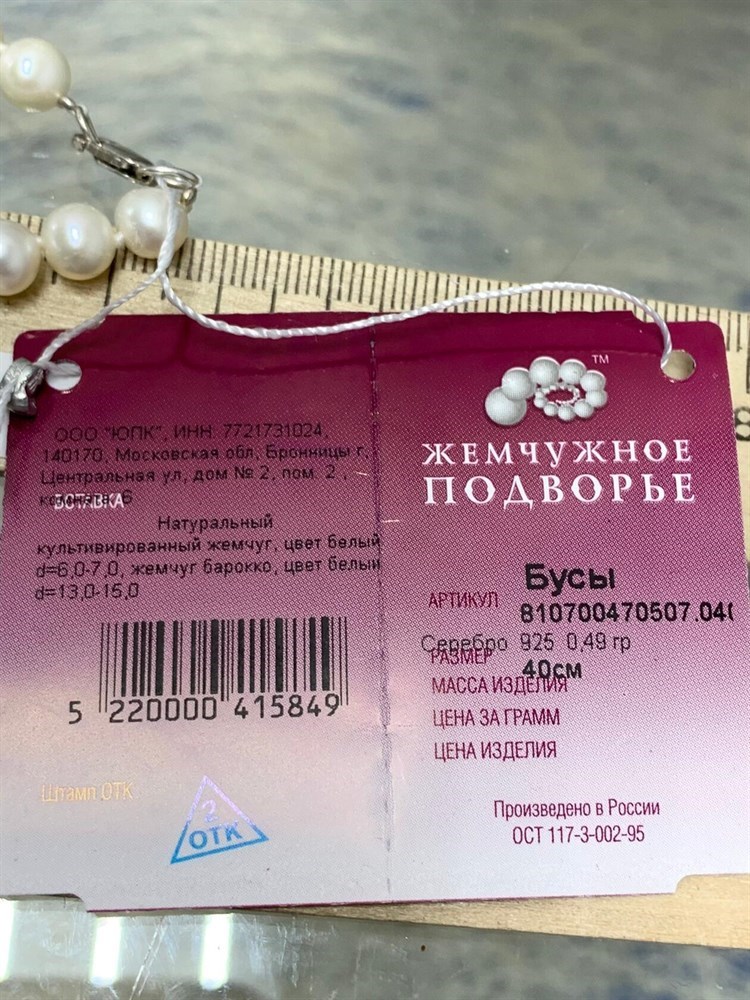 ООО "ЮПК", ИНН: 7721731024,
140170, Московская обл, Бронницы г,
Центральная ул, дом № 2, пом. 2 ,
комната 6
ВСТАВКА
Натуральный
культивированный жемчуг, цвет белый
d=6,0-7,0, жемчуг барокко, цвет белый
d=13,0-15,0
5 220000 415849
Штамп ОТК
2
ОТК
TM
ЖЕМЧУЖНОЕ
ПОДВОРЬЕ
Бусы
АРТИКУЛ 810700470507.04
Серебро 925 0,49 гр
РАЗМЕР
40см
МАССА ИЗДЕЛИЯ
ЦЕНА ЗА ГРАММ
ЦЕНА ИЗДЕЛИЯ
Произведено в России
ОСТ 117-3-002-95